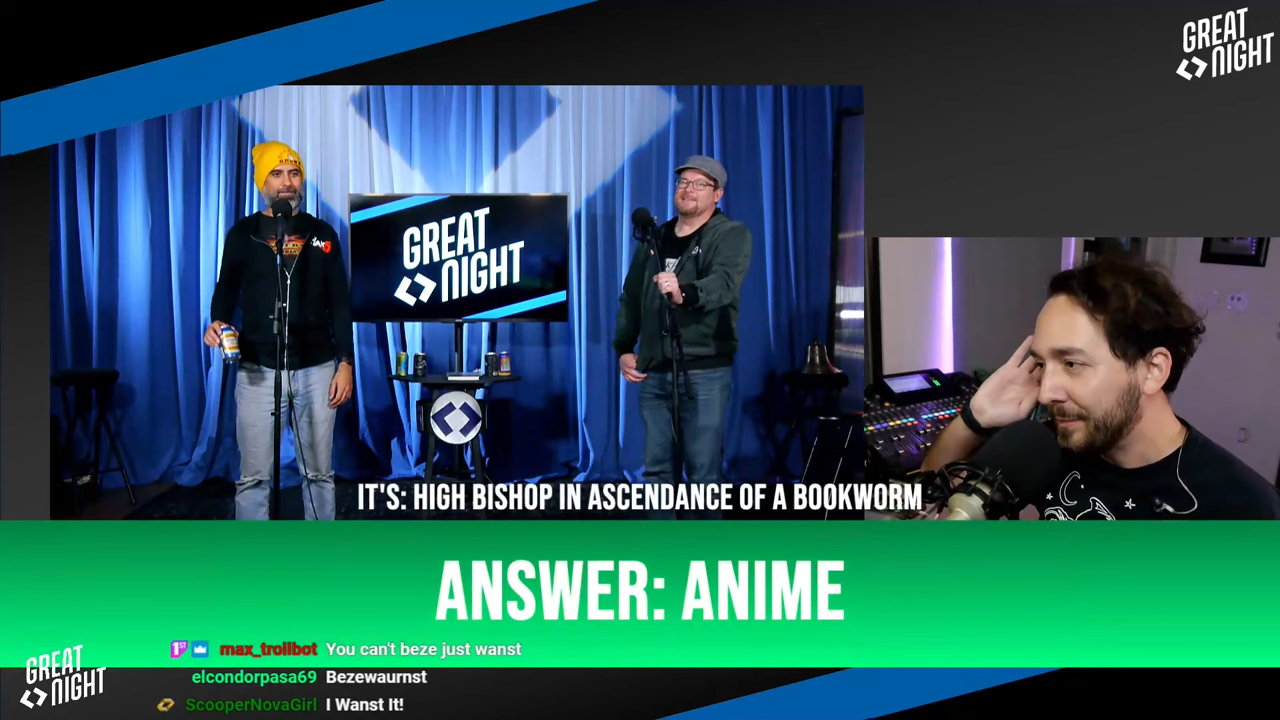 GREAT
NIGHT
GREAT
NIGHT
IT'S: HIGH BISHOP IN ASCENDANCE OF A BOOKWORM
ANSWER: ANIME
max_trollbot You can't beze just wanst
elcondorpasa69 Bezewaurnst
ScooperNovaGirl I Wanst It!
GREAT
NIGHT